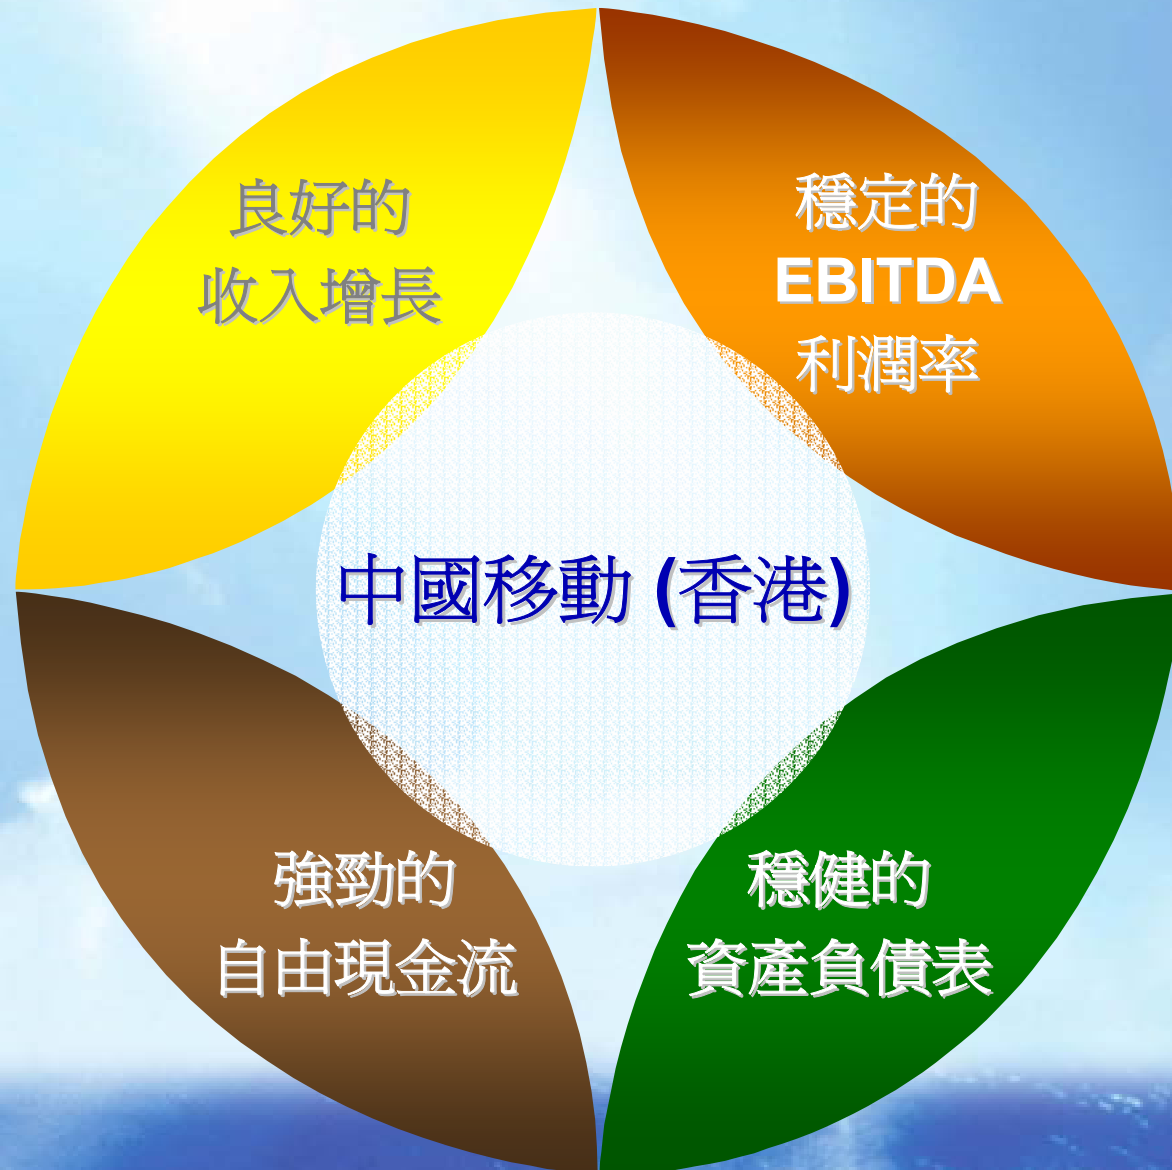 良好的
收入增長
穩定的
EBITDA
利潤率
中國移動 (香港)
強勁的
自由現金流
穩健的
資產負債表